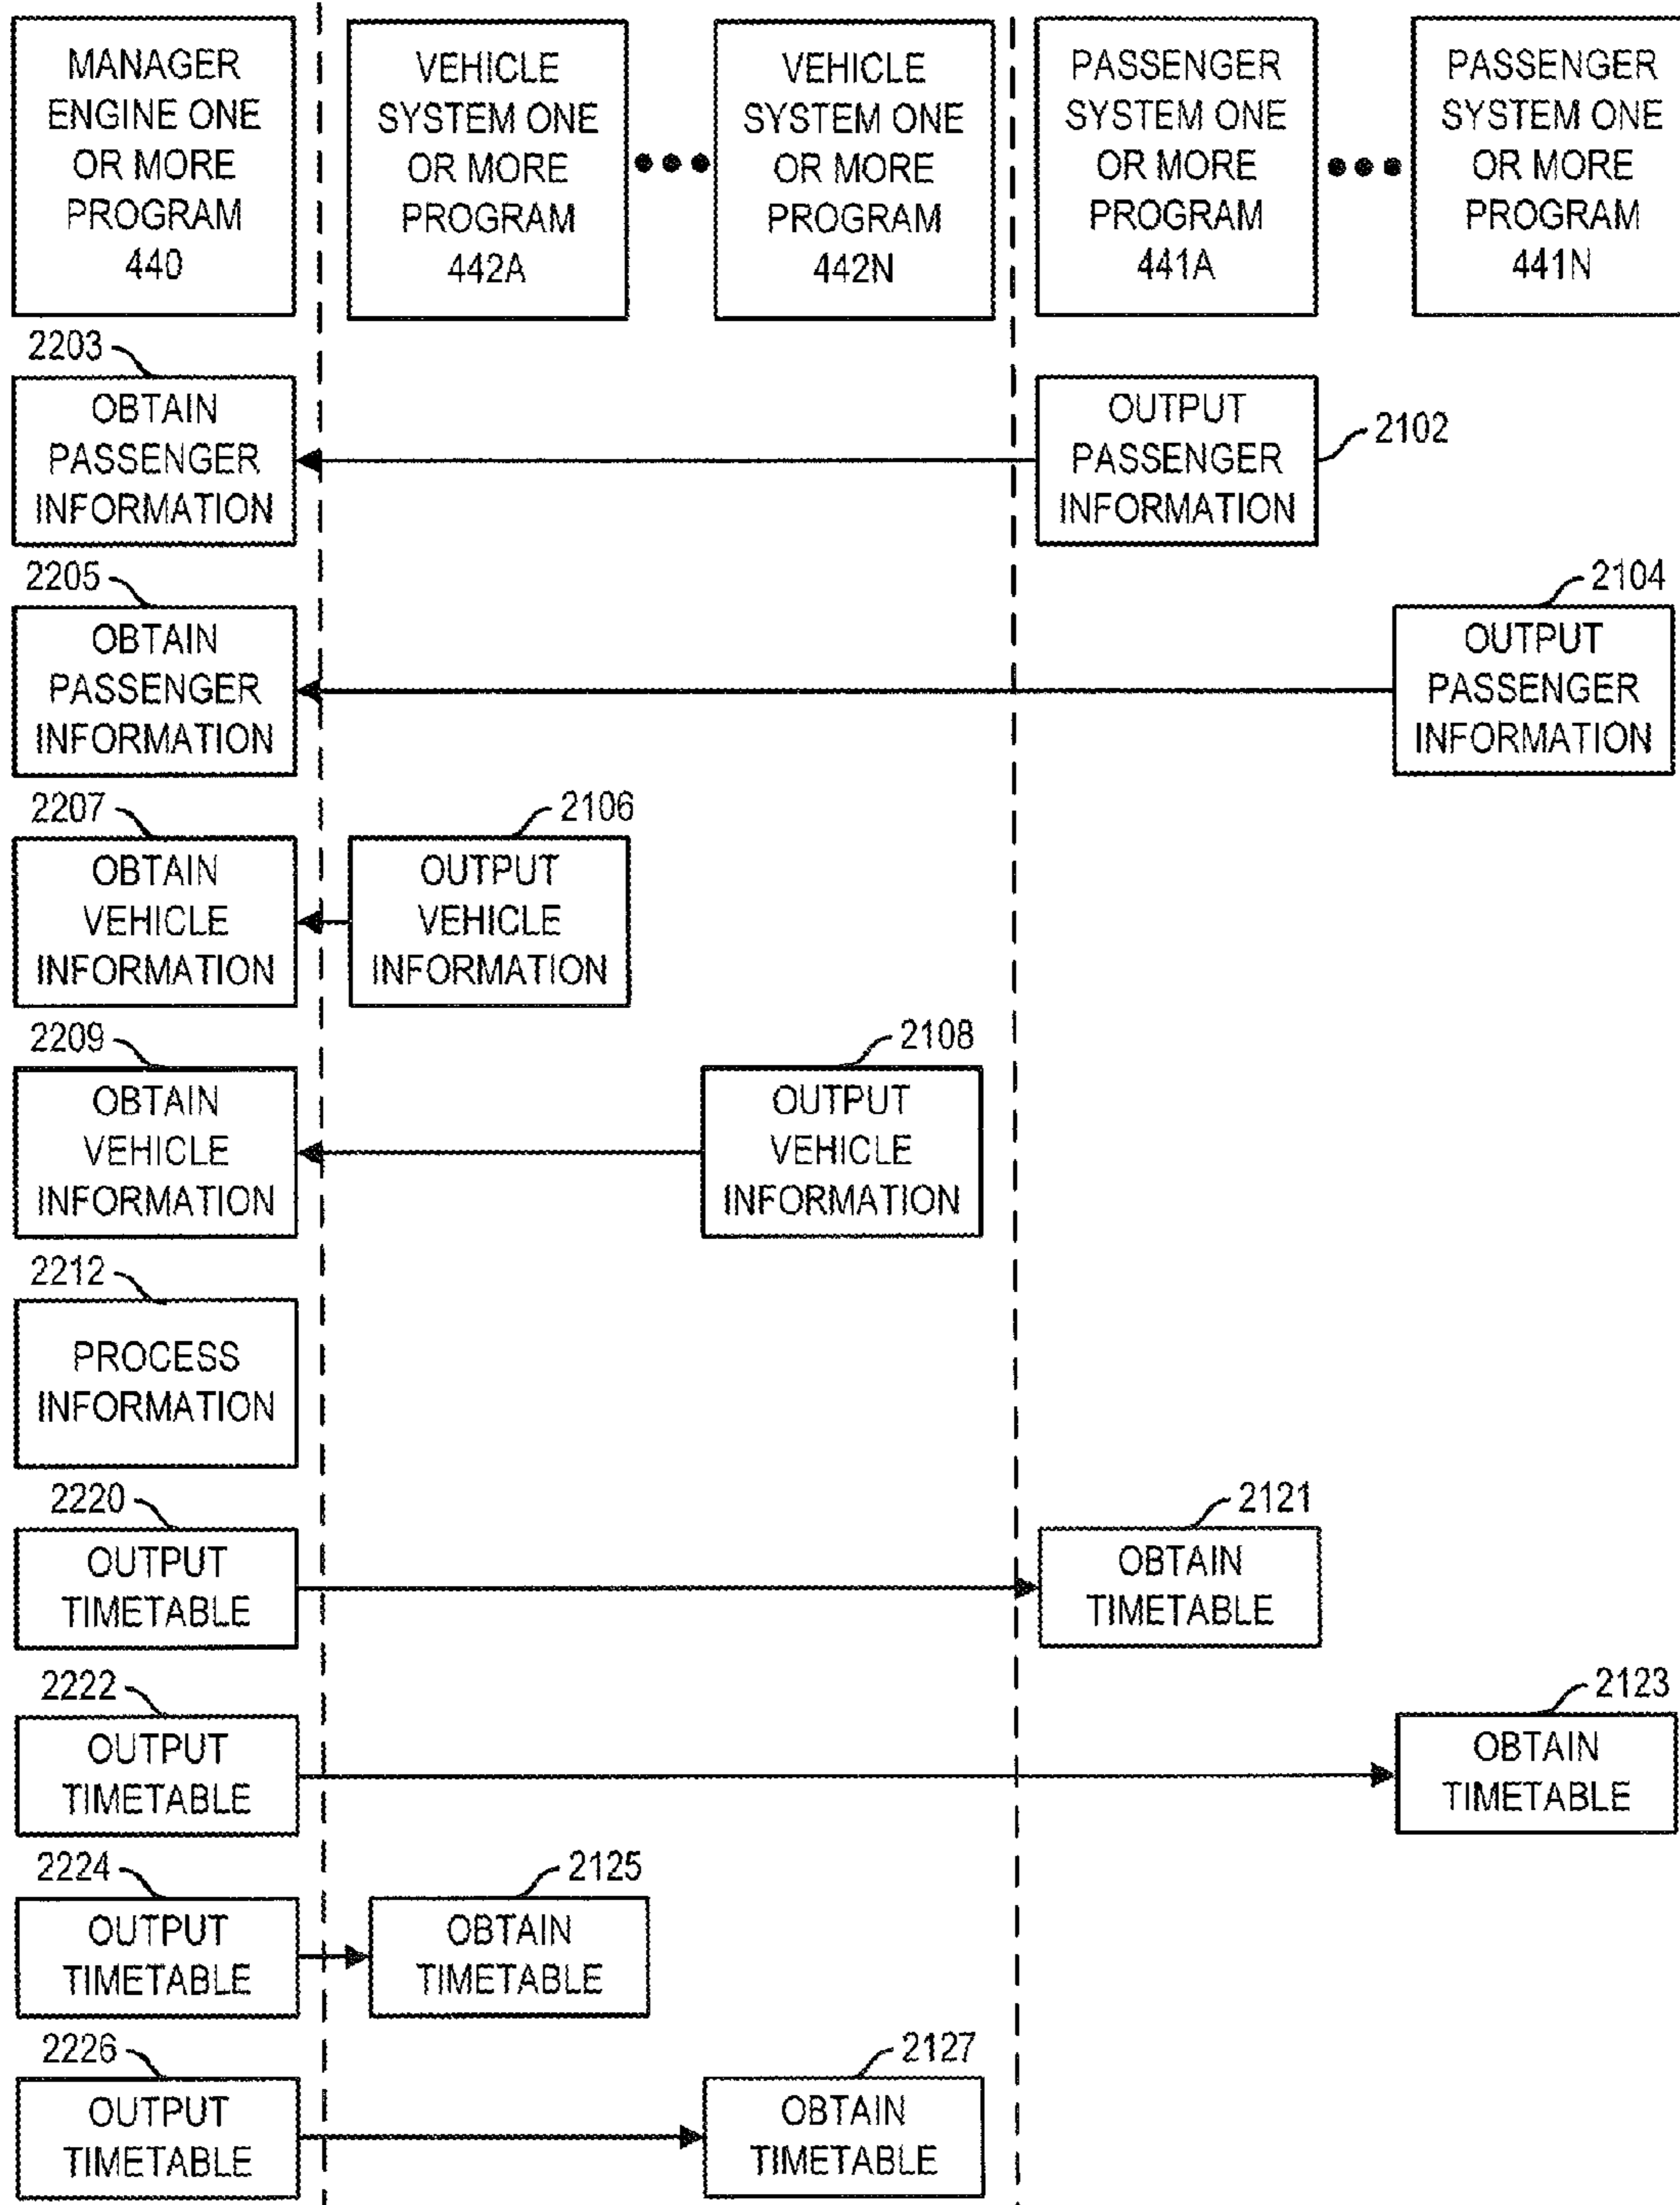 MANAGER
ENGINE ONE
OR MORE
PROGRAM
440
VEHICLE
SYSTEM ONE
OR MORE
PROGRAM
442A
VEHICLE
SYSTEM ONE
OR MORE
PROGRAM
442N
PASSENGER
SYSTEM ONE
OR MORE
PROGRAM
441A
PASSENGER
SYSTEM ONE
OR MORE
PROGRAM
441N
2203
OBTAIN
PASSENGER
INFORMATION
OUTPUT
PASSENGER
INFORMATION
2102
2205
OBTAIN
PASSENGER
INFORMATION
2104
OUTPUT
PASSENGER
INFORMATION
2207
OBTAIN
VEHICLE
INFORMATION
2106
OUTPUT
VEHICLE
INFORMATION
2209
OBTAIN
VEHICLE
INFORMATION
2108
OUTPUT
VEHICLE
INFORMATION
2212
PROCESS
INFORMATION
2220
OUTPUT
TIMETABLE
2121
OBTAIN
TIMETABLE
2222
OUTPUT
TIMETABLE
2123
OBTAIN
TIMETABLE
2224
OUTPUT
TIMETABLE
2125
OBTAIN
TIMETABLE
2226
OUTPUT
TIMETABLE
2127
OBTAIN
TIMETABLE